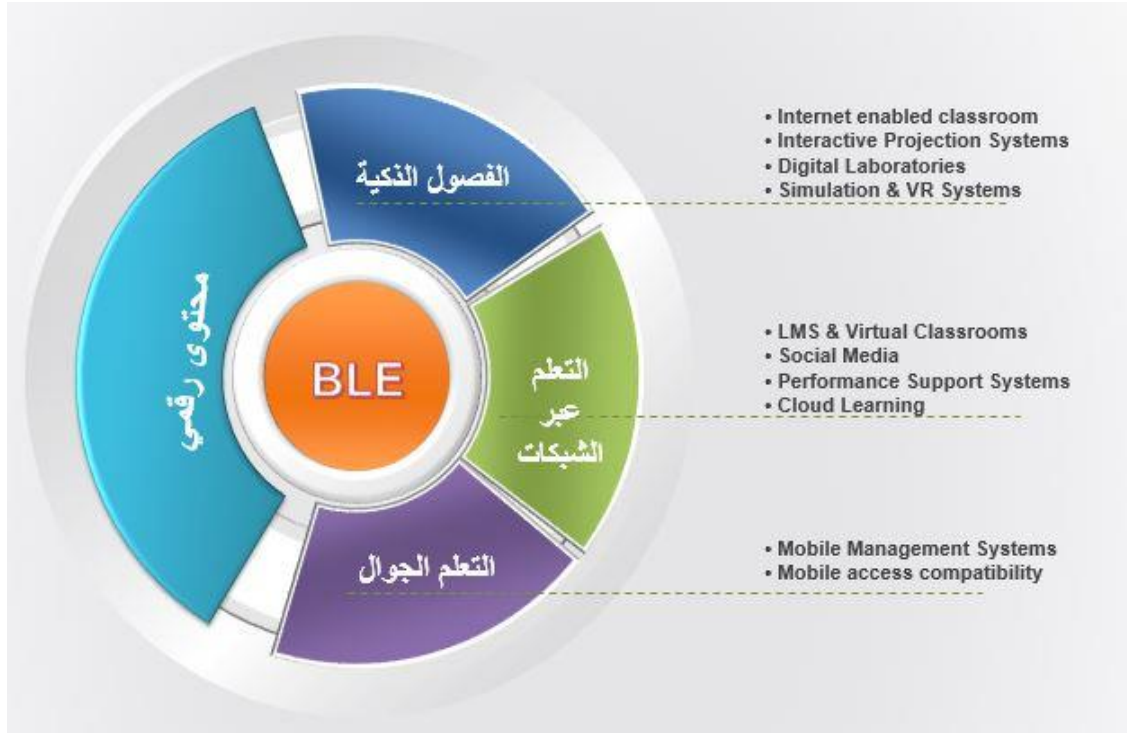 الفصول الذكية
• Internet enabled classroom
• Interactive Projection Systems
• Digital Laboratories
• Simulation & VR Systems
محتوى رقمي
BLE
التعلم
عبر
الشبكات
• LMS & Virtual Classrooms
• Social Media
• Performance Support Systems
• Cloud Learning
التعلم الجوال
• Mobile Management Systems
• Mobile access compatibility